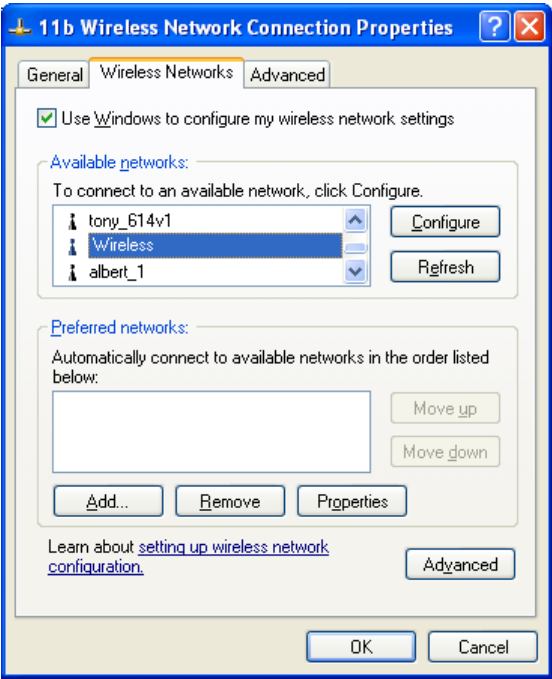 11b Wireless Network Connection Properties
General Wireless Networks Advanced
Use Windows to configure my wireless network settings
Available networks:
To connect to an available network, click Configure.
tony_614v1
Wireless
albert_1
Configure
Refresh
Preferred networks:
Automatically connect to available networks in the order listed
below:
Move up
Move down
Add... Remove Properties
Learn about setting up wireless network
configuration.
Advanced
OK Cancel